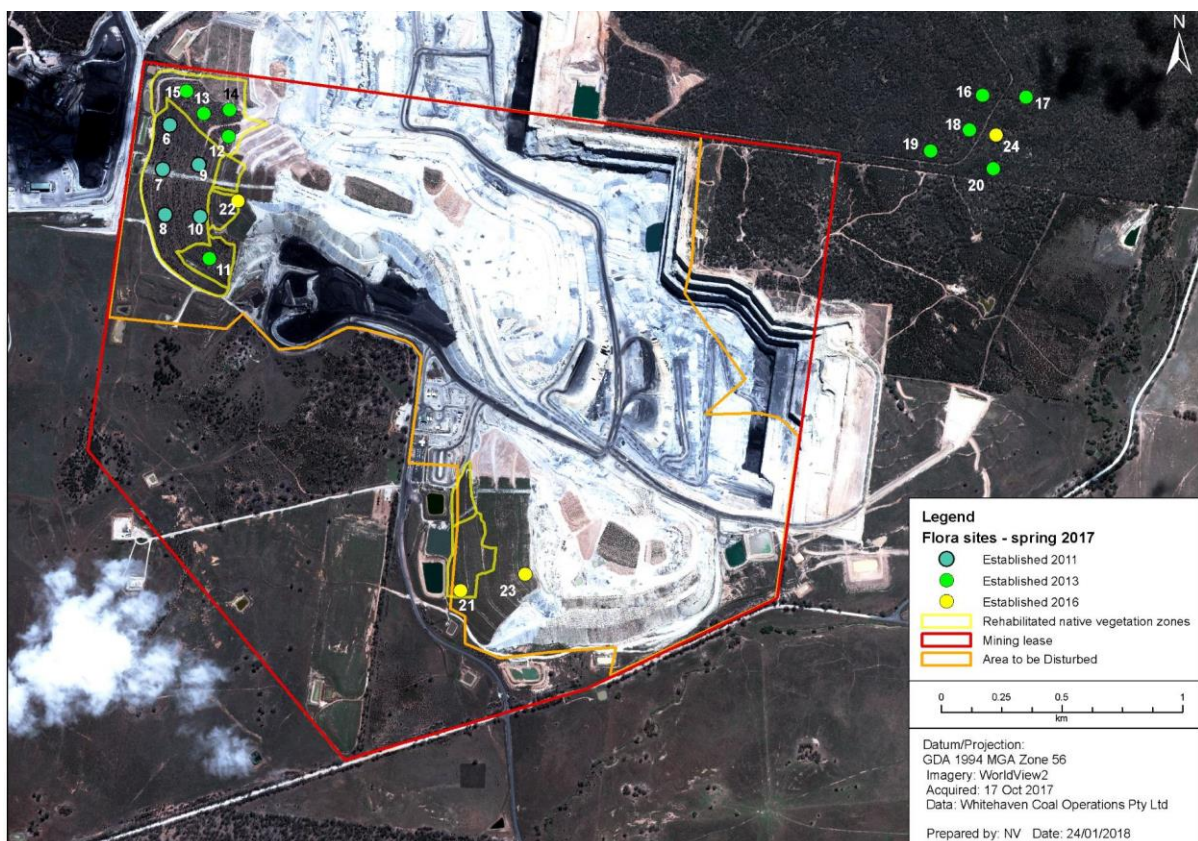 N
15
13
14
6
12
9
7
22
8
10
11
16
17
18
24
19
20
21
23
Legend
Flora sites - spring 2017
Established 2011
Established 2013
Established 2016
Rehabilitated native vegetation zones
Mining lease
Area to be Disturbed
0 0.25 0.5 1
km
Datum/Projection:
GDA 1994 MGA Zone 56
Imagery: WorldView2
Acquired: 17 Oct 2017
Data: Whitehaven Coal Operations Pty Ltd
Prepared by: NV Date: 24/01/2018